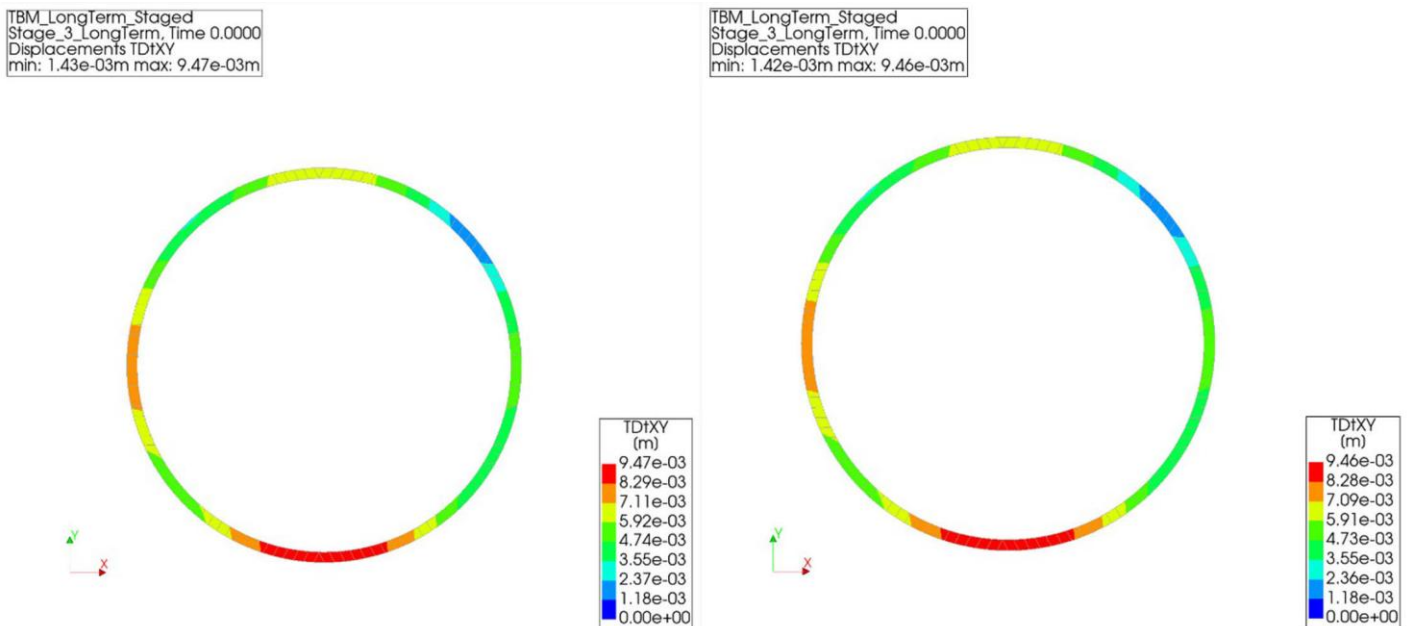 TBM_LongTerm_Staged
Stage_3_LongTerm, Time 0.0000
Displacements TDtXY
min: 1.43e-03m max: 9.47e-03m
TBM_LongTerm_Staged
Stage_3_LongTerm, Time 0.0000
Displacements TDtXY
min: 1.42e-03m max: 9.46e-03m
Y
X
TDtXY
(m)
9.47e-03
8.29e-03
7.11e-03
5.92e-03
4.74e-03
3.55e-03
2.37e-03
1.18e-03
0.00e+00
Y
X
TDtXY
(m)
9.46e-03
8.28e-03
7.09e-03
5.91e-03
4.73e-03
3.55e-03
2.36e-03
1.18e-03
0.00e+00